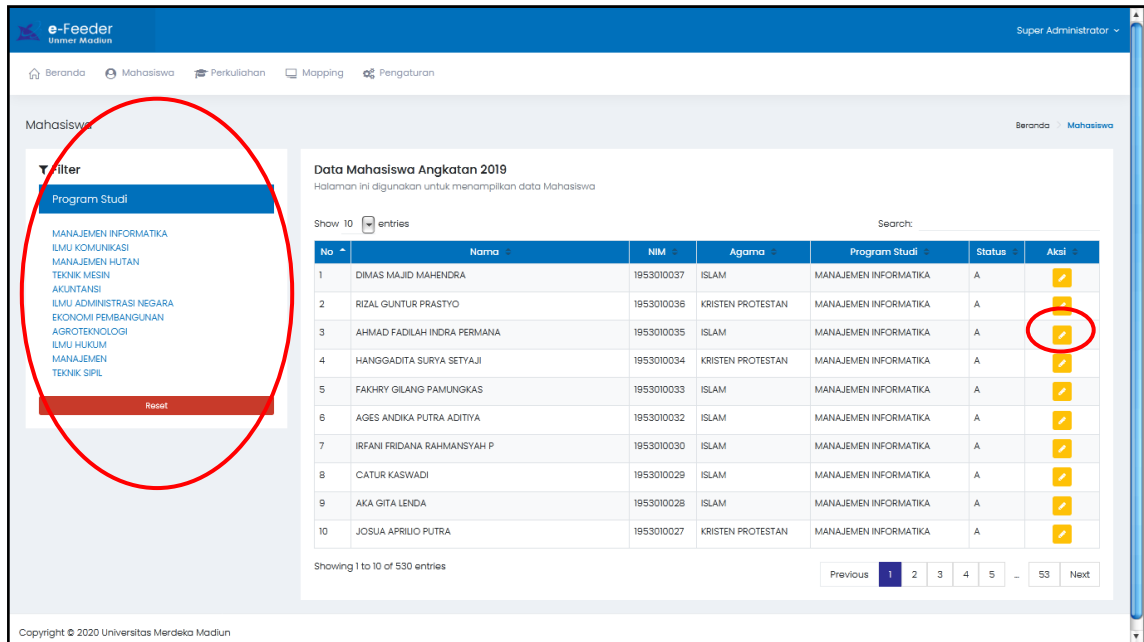 e-Feeder
Unmer Madiun
Super Administrator
Beranda Mahasiswa Perkuliahan Mapping Pengaturan
Mahasiswa
Beranda > Mahasiswa
Filter
Program Studi
MANAJEMEN INFORMATIKA
ILMU KOMUNIKASI
MANAJEMEN HUTAN
TEKNIK MESIN
AKUNTANSI
ILMU ADMINISTRASI NEGARA
EKONOMI PEMBANGUNAN
AGROTEKNOLOGI
ILMU HUKUM
MANAJEMEN
TEKNIK SIPIL
Reset
Data Mahasiswa Angkatan 2019
Halaman ini digunakan untuk menampilkan data Mahasiswa
Show 10 entries Search:
No Nama NIM Agama Program Studi Status Aksi
1 DIMAS MAJID MAHENDRA 1953010037 ISLAM MANAJEMEN INFORMATIKA A
2 RIZAL GUNTUR PRASTYO 1953010036 KRISTEN PROTESTAN MANAJEMEN INFORMATIKA A
3 AHMAD FADILAH INDRA PERMANA 1953010035 ISLAM MANAJEMEN INFORMATIKA A
4 HANGGADITA SURYA SETYAJI 1953010034 KRISTEN PROTESTAN MANAJEMEN INFORMATIKA A
5 FAKHRY GILANG PAMUNGKAS 1953010033 ISLAM MANAJEMEN INFORMATIKA A
6 AGES ANDIKA PUTRA ADITIYA 1953010032 ISLAM MANAJEMEN INFORMATIKA A
7 IRFANI FRIDANA RAHMANSYAH P 1953010030 ISLAM MANAJEMEN INFORMATIKA A
8 CATUR KASWADI 1953010029 ISLAM MANAJEMEN INFORMATIKA A
9 AKA GITA LENDA 1953010028 ISLAM MANAJEMEN INFORMATIKA A
10 JOSUA APRILIO PUTRA 1953010027 KRISTEN PROTESTAN MANAJEMEN INFORMATIKA A
Showing 1 to 10 of 530 entries
Previous 1 2 3 4 5 … 53 Next
Copyright © 2020 Universitas Merdeka Madiun